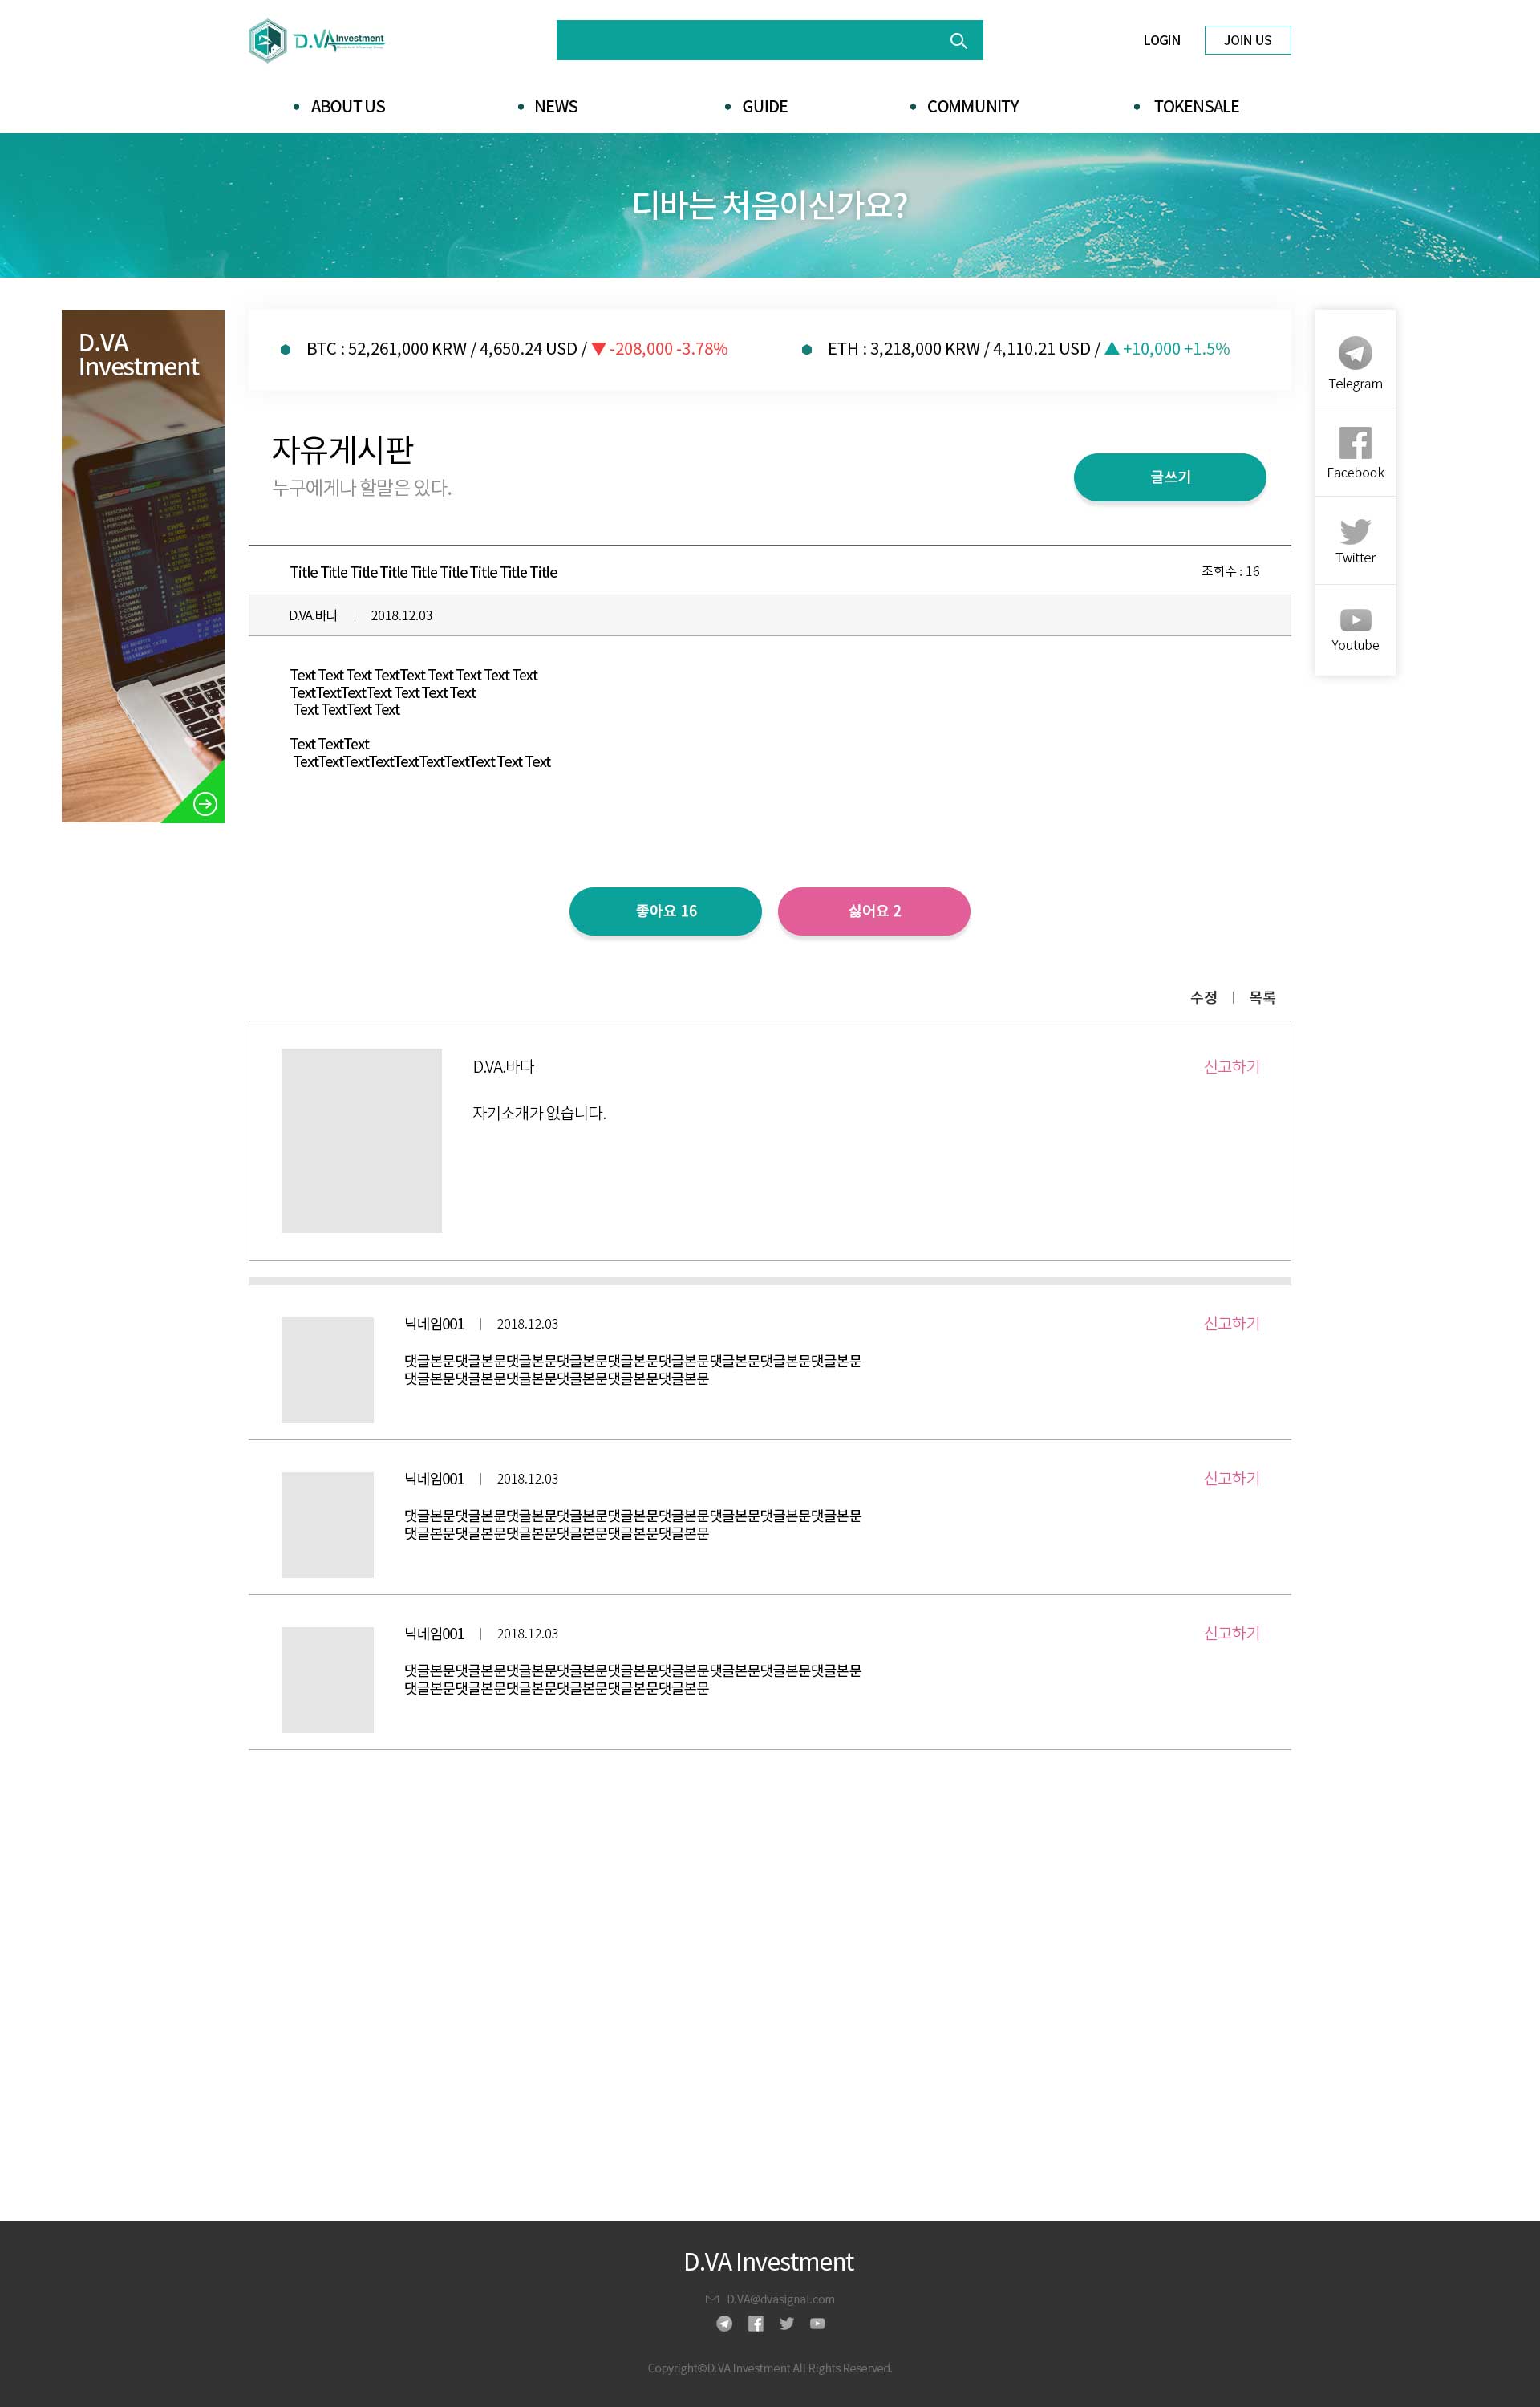 D.VA Investment
LOGIN
JOIN US
ABOUT US
NEWS
GUIDE
COMMUNITY
TOKENSALE
디바는 처음이신가요?
D.VA
Investment
BTC : 52,261,000 KRW / 4,650.24 USD / ▼ -208,000 -3.78%
ETH : 3,218,000 KRW / 4,110.21 USD / ▲ +10,000 +1.5%
Telegram
Facebook
Twitter
Youtube
자유게시판
누구에게나 할말은 있다.
글쓰기
Title Title Title Title Title Title Title Title Title
조회수 : 16
D.VA.바다 | 2018.12.03
Text Text Text TextText Text Text Text Text
TextTextTextText Text Text Text
Text TextText Text
Text TextText
TextTextTextTextTextTextTextText Text Text
좋아요 16
싫어요 2
수정 | 목록
D.VA.바다
신고하기
자기소개가 없습니다.
닉네임001 | 2018.12.03
신고하기
댓글본문댓글본문댓글본문댓글본문댓글본문댓글본문댓글본문댓글본문댓글본문
댓글본문댓글본문댓글본문댓글본문댓글본문댓글본문
닉네임001 | 2018.12.03
신고하기
댓글본문댓글본문댓글본문댓글본문댓글본문댓글본문댓글본문댓글본문댓글본문
댓글본문댓글본문댓글본문댓글본문댓글본문댓글본문
닉네임001 | 2018.12.03
신고하기
댓글본문댓글본문댓글본문댓글본문댓글본문댓글본문댓글본문댓글본문댓글본문
댓글본문댓글본문댓글본문댓글본문댓글본문댓글본문
D.VA Investment
D.VA@dvasignal.com
Copyright©D.VA Investment All Rights Reserved.